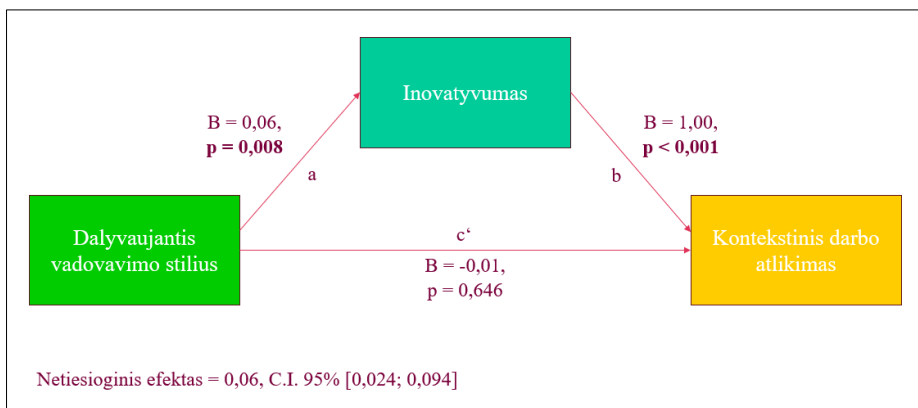 Inovatyvumas
B = 0,06,
p = 0,008
B = 1,00,
p < 0,001
a
b
Dalyvaujantis
vadovavimo stilius
c‘
B = -0,01,
p = 0,646
Kontekstinis darbo
atlikimas
Netiesioginis efektas = 0,06, C.I. 95% [0,024; 0,094]